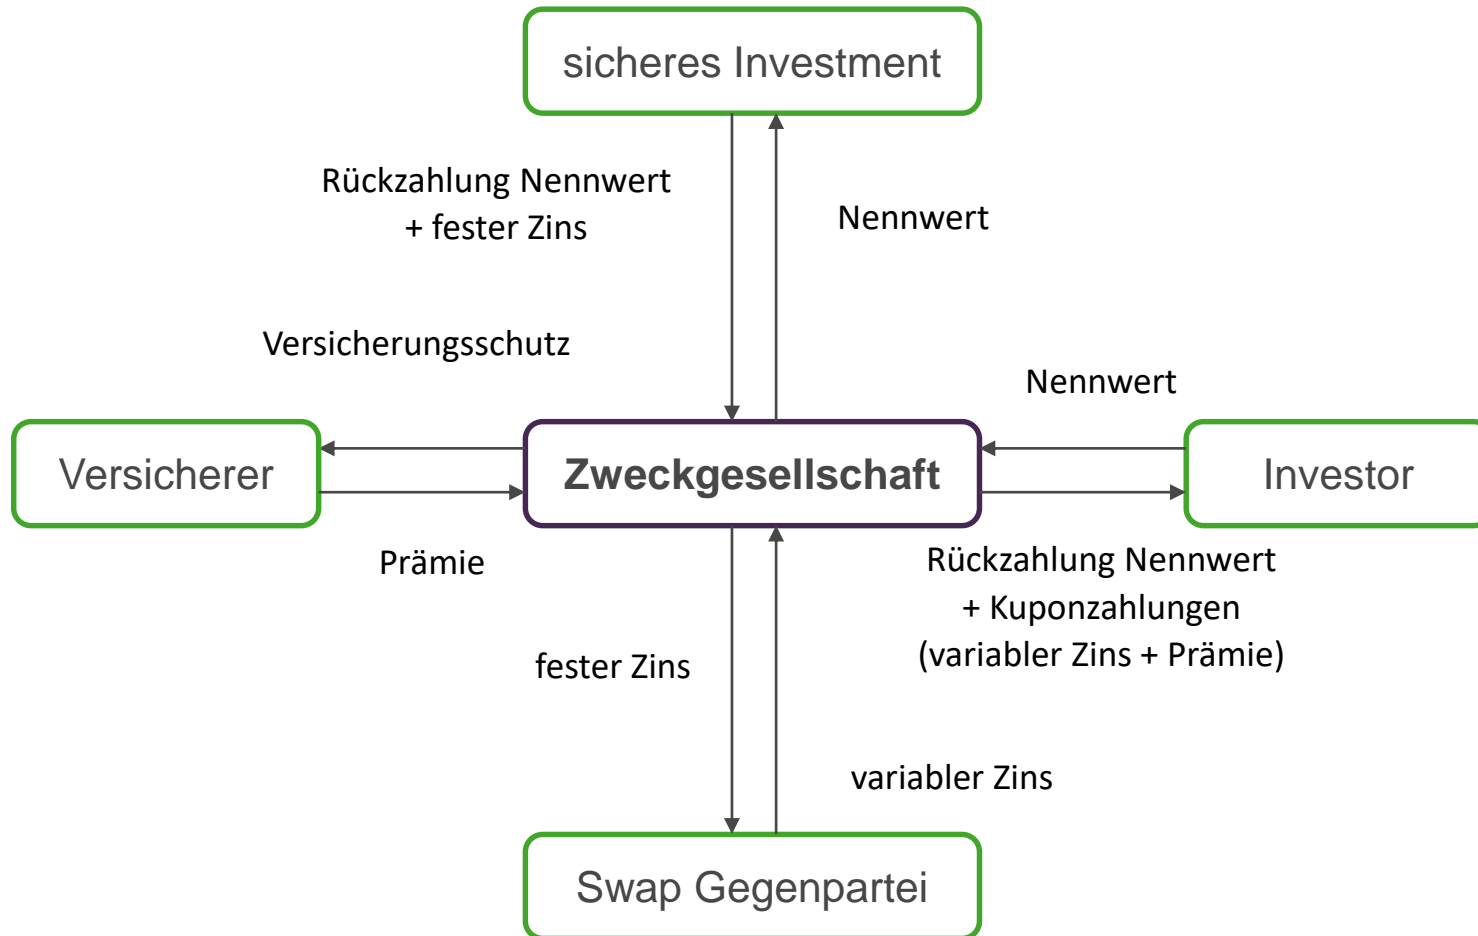 sicheres Investment
Rückzahlung Nennwert
+ fester Zins
Nennwert
Versicherungsschutz
Nennwert
Versicherer
Zweckgesellschaft
Investor
Prämie
Rückzahlung Nennwert
+ Kuponzahlungen
(variabler Zins + Prämie)
fester Zins
variabler Zins
Swap Gegenpartei